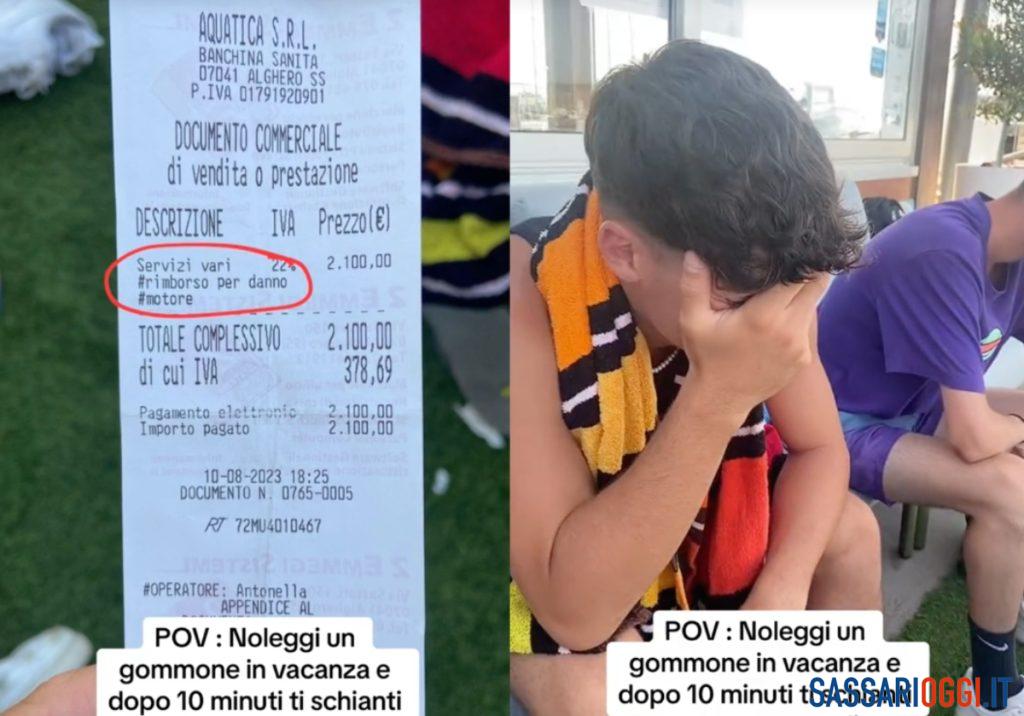 AQUATICA S.R.L.
BANCHINA SANITA
07041 ALGHERO SS
P.IVA 01791920901
DOCUMENTO COMMERCIALE
di vendita o prestazione
DESCRIZIONE IVA Prezzo(€)
Servizi vari 22% 2.100,00
#rimborso per danno
#motore
TOTALE COMPLESSIVO 2.100,00
di cui IVA 378,69
Pagamento elettronico 2.100,00
Importo pagato 2.100,00
10-08-2023 18:25
DOCUMENTO N. 0765-0005
RT 72MU4010467
#OPERATORE: Antonella
APPENDICE AL
POV : Noleggi un
gommone in vacanza e
dopo 10 minuti ti schianti
POV : Noleggi un
gommone in vacanza e
dopo 10 minuti ti schianti
SASSARIOGGI.IT